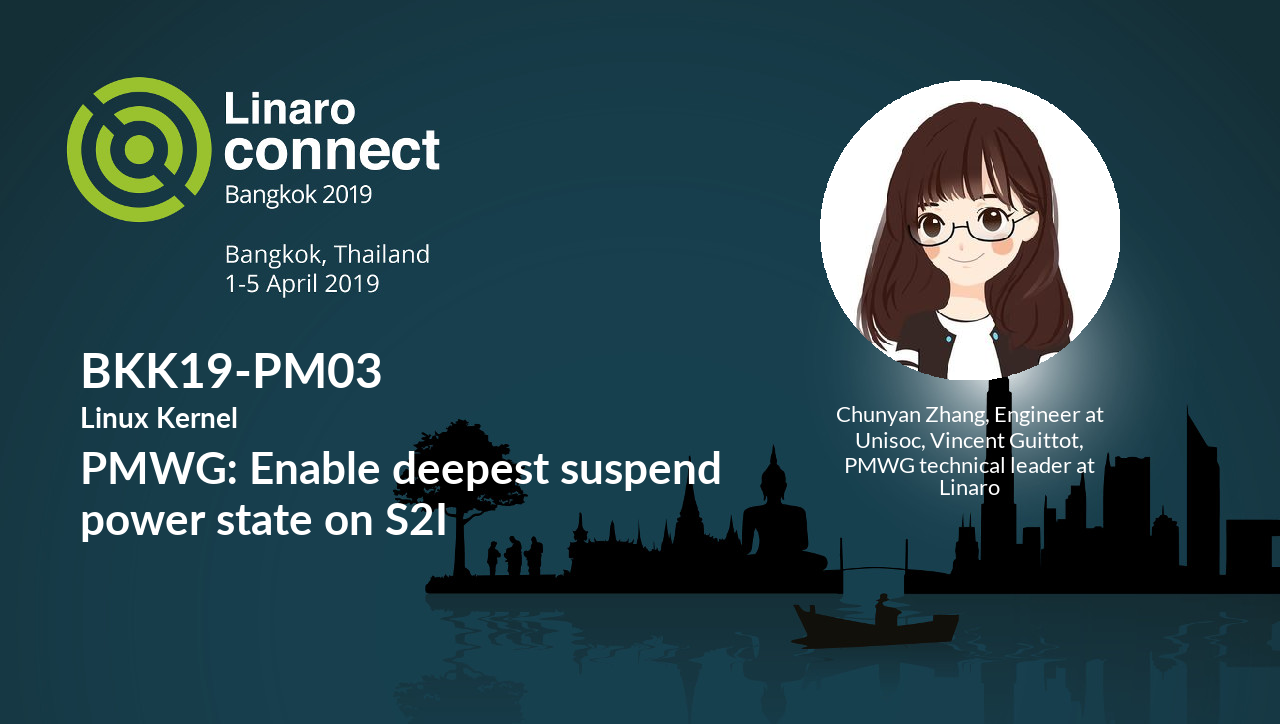 Linaro
connect
Bangkok 2019
Bangkok, Thailand
1-5 April 2019
BKK19-PM03
Linux Kernel
PMWG: Enable deepest suspend
power state on S2I
Chunyan Zhang, Engineer at
Unisoc, Vincent Guittot,
PMWG technical leader at
Linaro